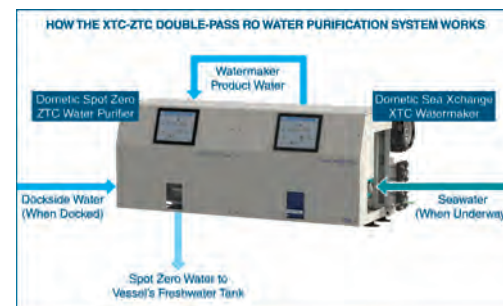 HOW THE XTC-ZTC DOUBLE-PASS RO WATER PURIFICATION SYSTEM WORKS
Watermaker
Product Water
Dometic Spot Zero
ZTC Water Purifier
Dometic Sea Xchange
XTC Watermaker
Dockside Water
(When Docked)
Seawater
(When Underway
Spot Zero Water to
Vessel's Freshwater Tank